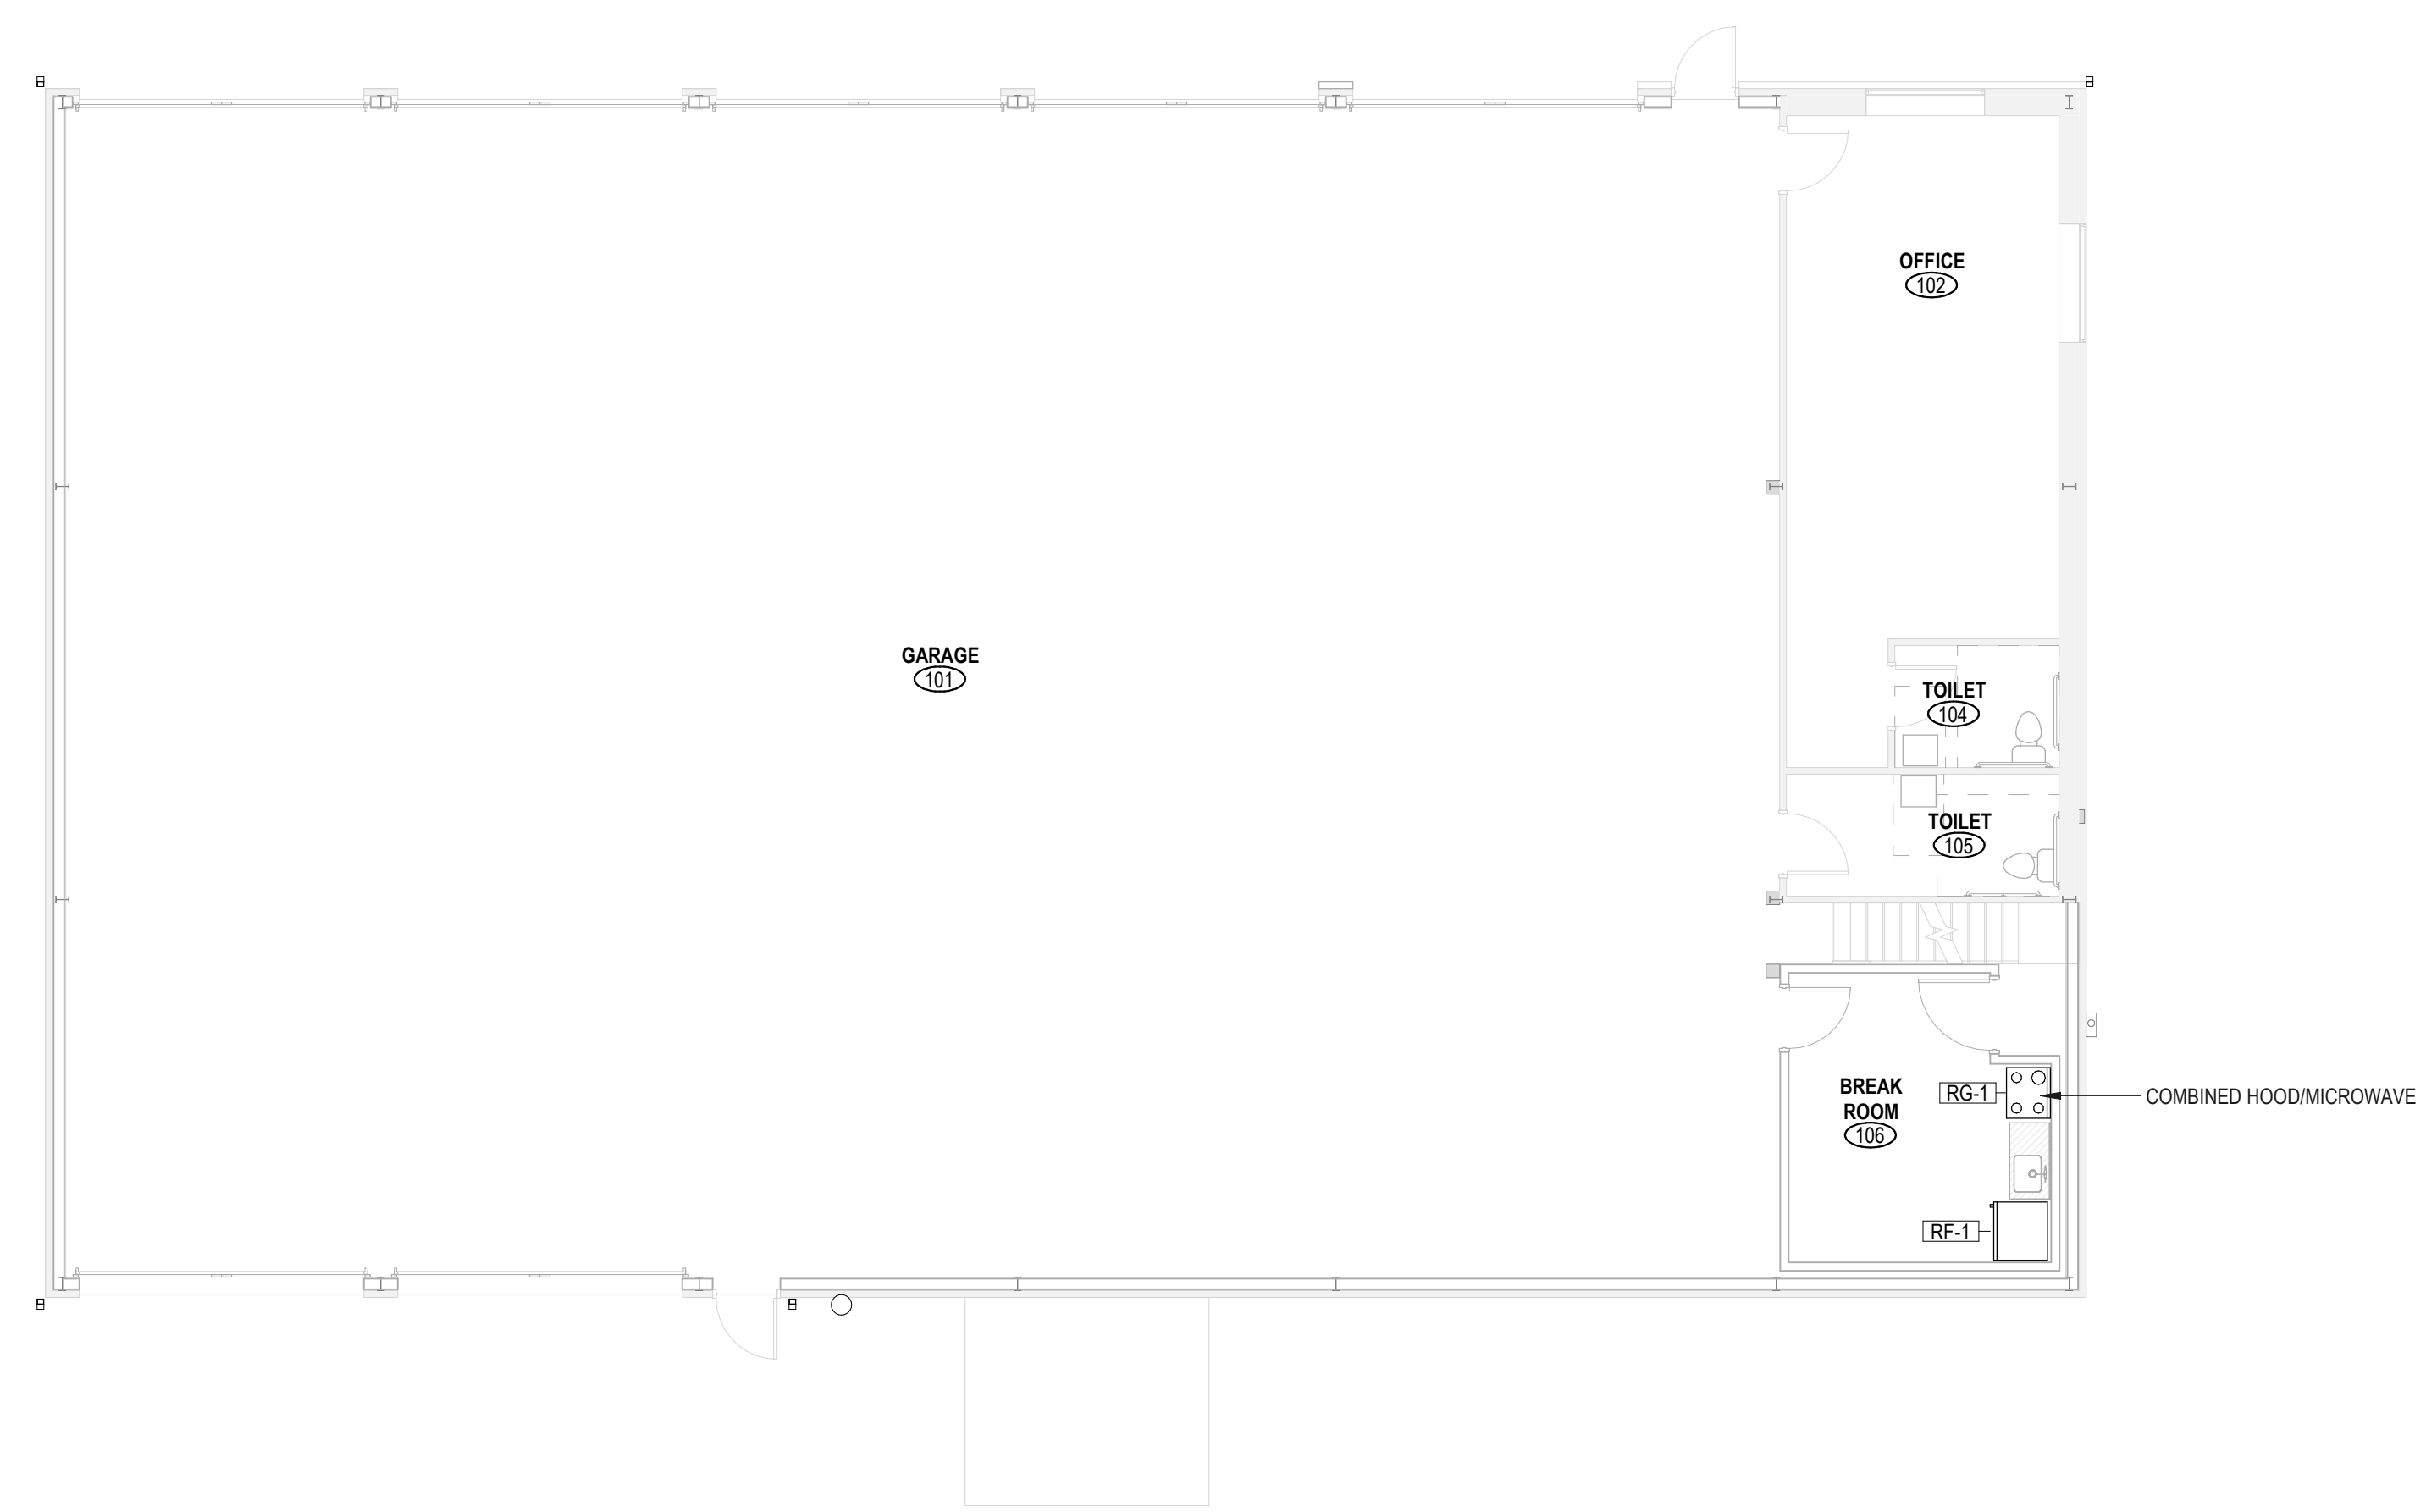 OFFICE
102
GARAGE
101
TOILET
104
TOILET
105
BREAK
ROOM
106
RG-1
COMBINED HOOD/MICROWAVE
RF-1